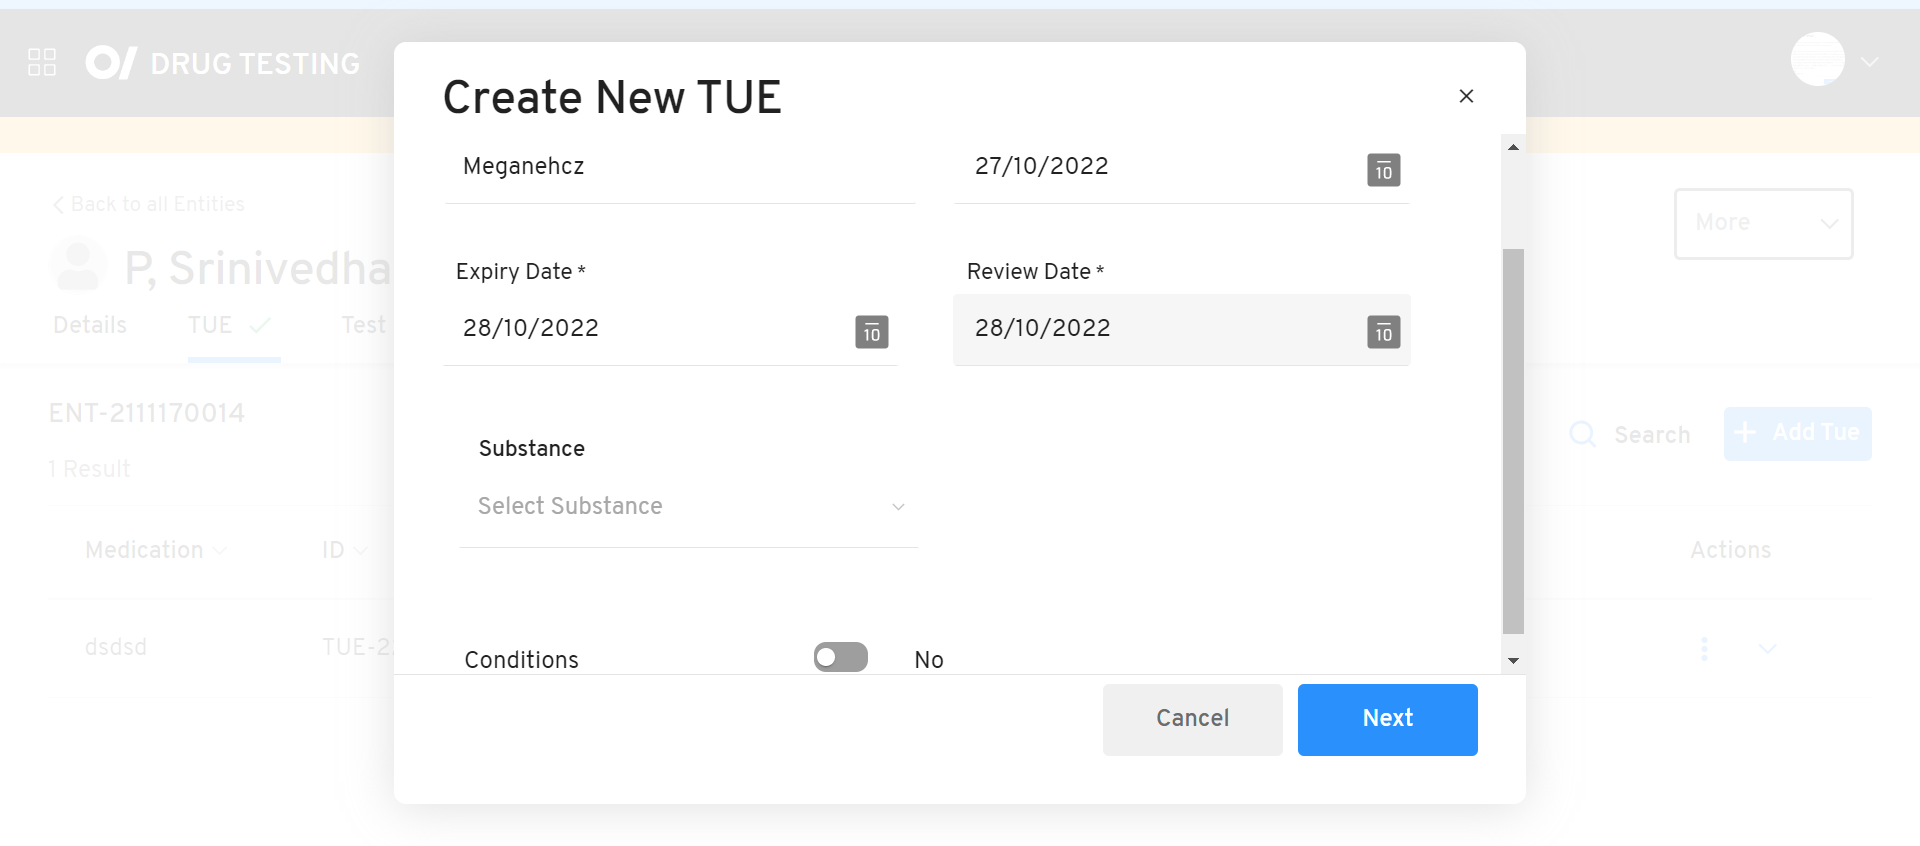 DRUG TESTING
Create New TUE
Meganehcz
27/10/2022
10
Back to all Entities
More
P, Srinivedha
Expiry Date *
Review Date *
28/10/2022
10
28/10/2022
10
Details
TUE
Test
ENT-2111170014
Search
Add Tue
1 Result
Substance
Select Substance
Medication
ID
Actions
dsdsd
TUE-2
Conditions
No
Cancel
Next